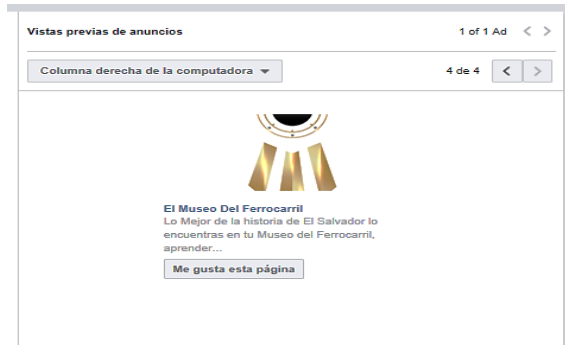 Vistas previas de anuncios
1 of 1 Ad < >
Columna derecha de la computadora
4 de 4 < >
El Museo Del Ferrocarril
Lo Mejor de la historia de El Salvador lo
encuentras en tu Museo del Ferrocarril,
aprender...
Me gusta esta página